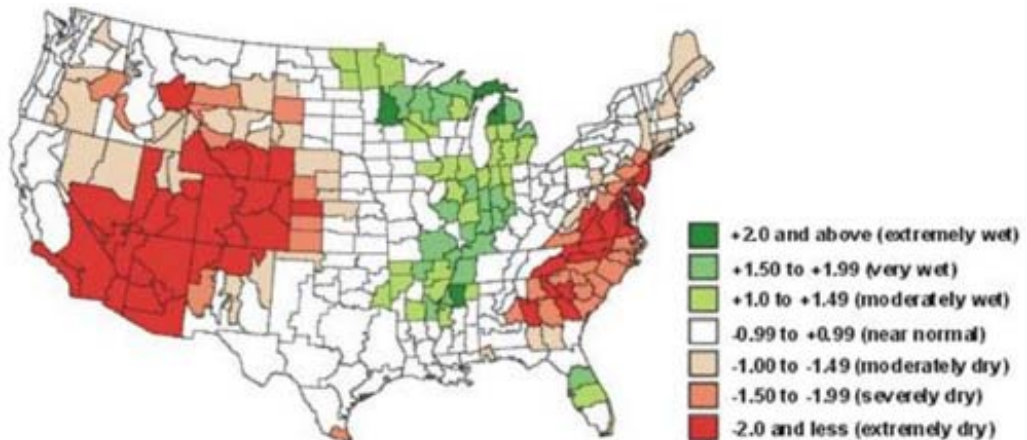 +2.0 and above (extremely wet)
+1.50 to +1.99 (very wet)
+1.0 to +1.49 (moderately wet)
-0.99 to +0.99 (near normal)
-1.00 to -1.49 (moderately dry)
-1.50 to -1.99 (severely dry)
-2.0 and less (extremely dry)